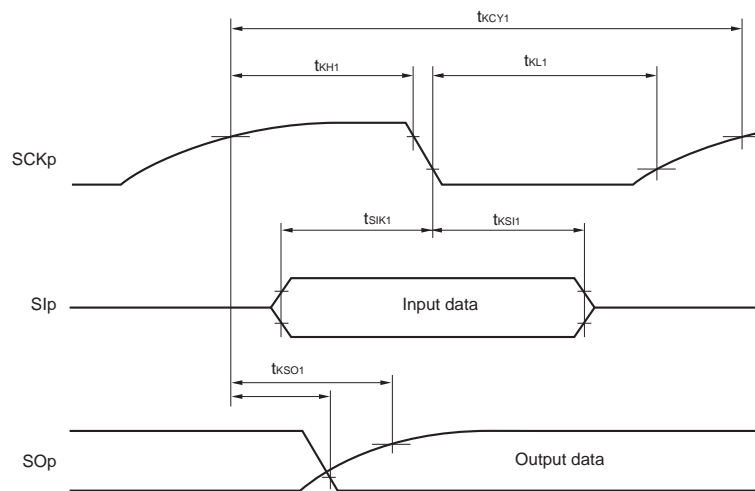 tKCY1
tKH1
tKL1
SCKp
tSIK1
tKSI1
SIp
Input data
tKSO1
SOp
Output data